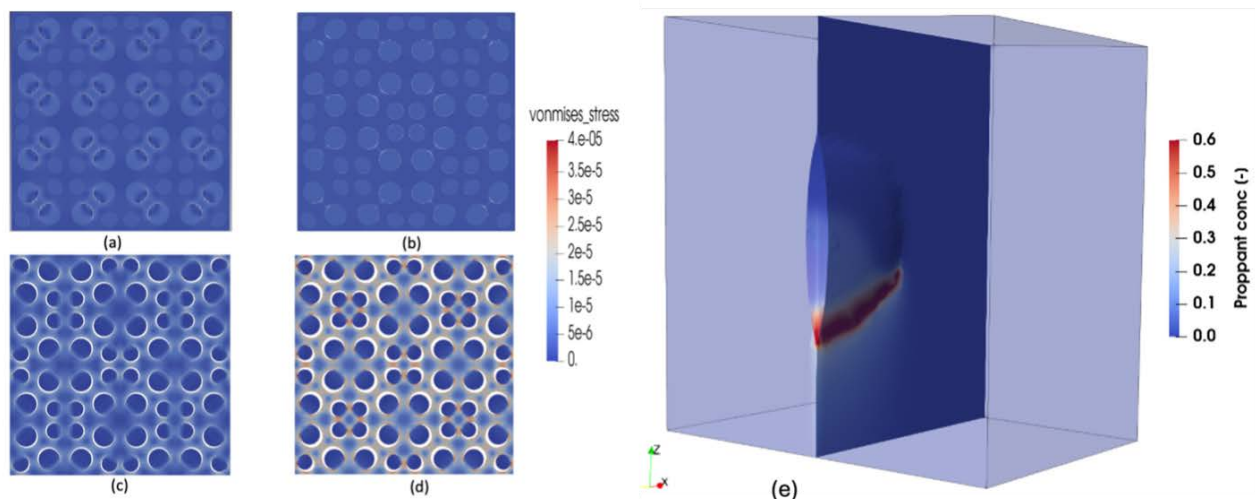 (a)
(b)
vonmises_stress
4.e-05
3.5e-5
3e-5
2.5e-5
2e-5
1.5e-5
1e-5
5e-6
0.
(c)
(d)
0.6
0.5
0.4
0.3
0.2
0.1
0.0
Proppant conc (-)
Z
X
(e)